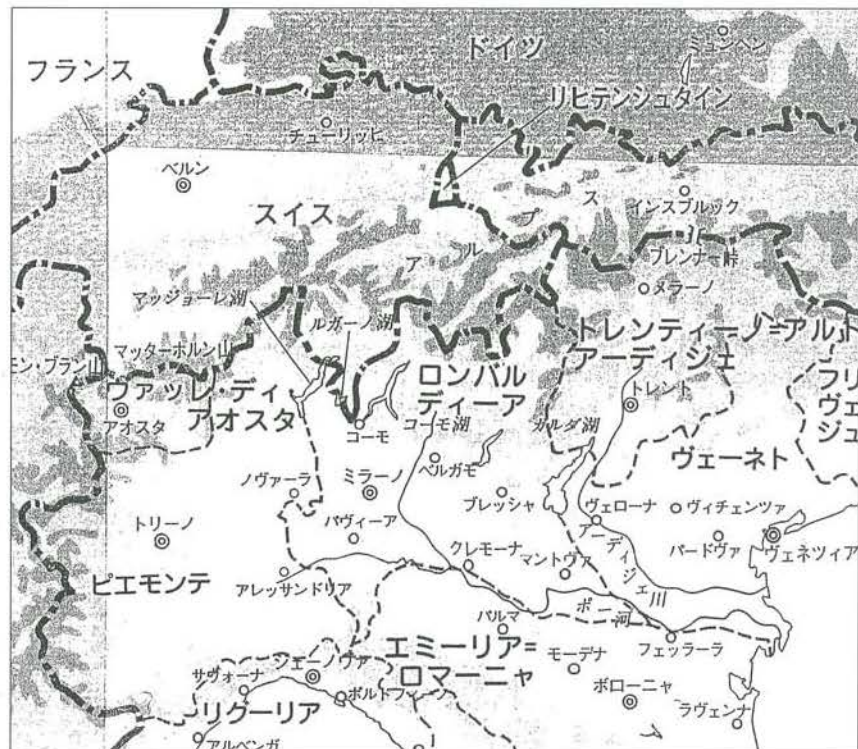 ドイツ
ミュンヘン
フランス
リヒテンシュタイン
チューリッヒ
ベルン
インスブルック
スイス
アルプス
ブレンナー峠
メラーノ
マッジョーレ湖
ルガーノ湖
トレンティーノ=アルト
アーディジェ
モン・ブラン山
マッターホルン山
ロンバル
ディーア
フリ
ヴェ
ジュ
ヴァッレ・ディ
アオスタ
トレント
アオスタ
コーモ
コーモ湖
ガルダ湖
ヴェーネト
ベルガモ
ノヴァーラ
ミラーノ
ブレッシャ
ヴェローナ
ヴィチェンツァ
トリーノ
パヴィーア
アーディジェ川
パードヴァ
ヴェネツィア
クレモーナ
マントヴァ
ピエモンテ
アレッサンドリア
ポー河
パルマ
エミーリア=
ロマーニャ
フェッラーラ
モーデナ
サヴォーナ
ジェーノヴァ
ポルトフィーノ
ボローニャ
リグーリア
ラヴェンナ
アルベンガ